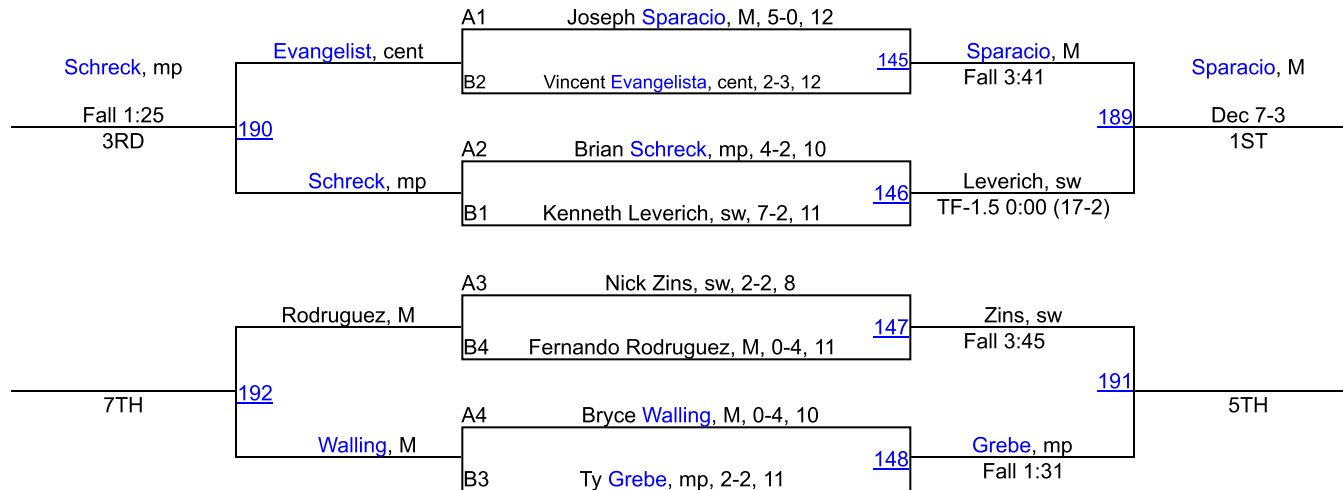 A1 Joseph Sparacio, M, 5-0, 12
Schreck, mp
Evangelist, cent
145
Sparacio, M
Sparacio, M
B2 Vincent Evangelista, cent, 2-3, 12
Fall 3:41
Fall 1:25
190
189
Dec 7-3
3RD
1ST
A2 Brian Schreck, mp, 4-2, 10
Schreck, mp
146
Leverich, sw
B1 Kenneth Leverich, sw, 7-2, 11
TF-1.5 0:00 (17-2)
A3 Nick Zins, sw, 2-2, 8
Rodruguez, M
147
Zins, sw
B4 Fernando Rodruguez, M, 0-4, 11
Fall 3:45
192
191
7TH
5TH
A4 Bryce Walling, M, 0-4, 10
Walling, M
148
Grebe, mp
B3 Ty Grebe, mp, 2-2, 11
Fall 1:31